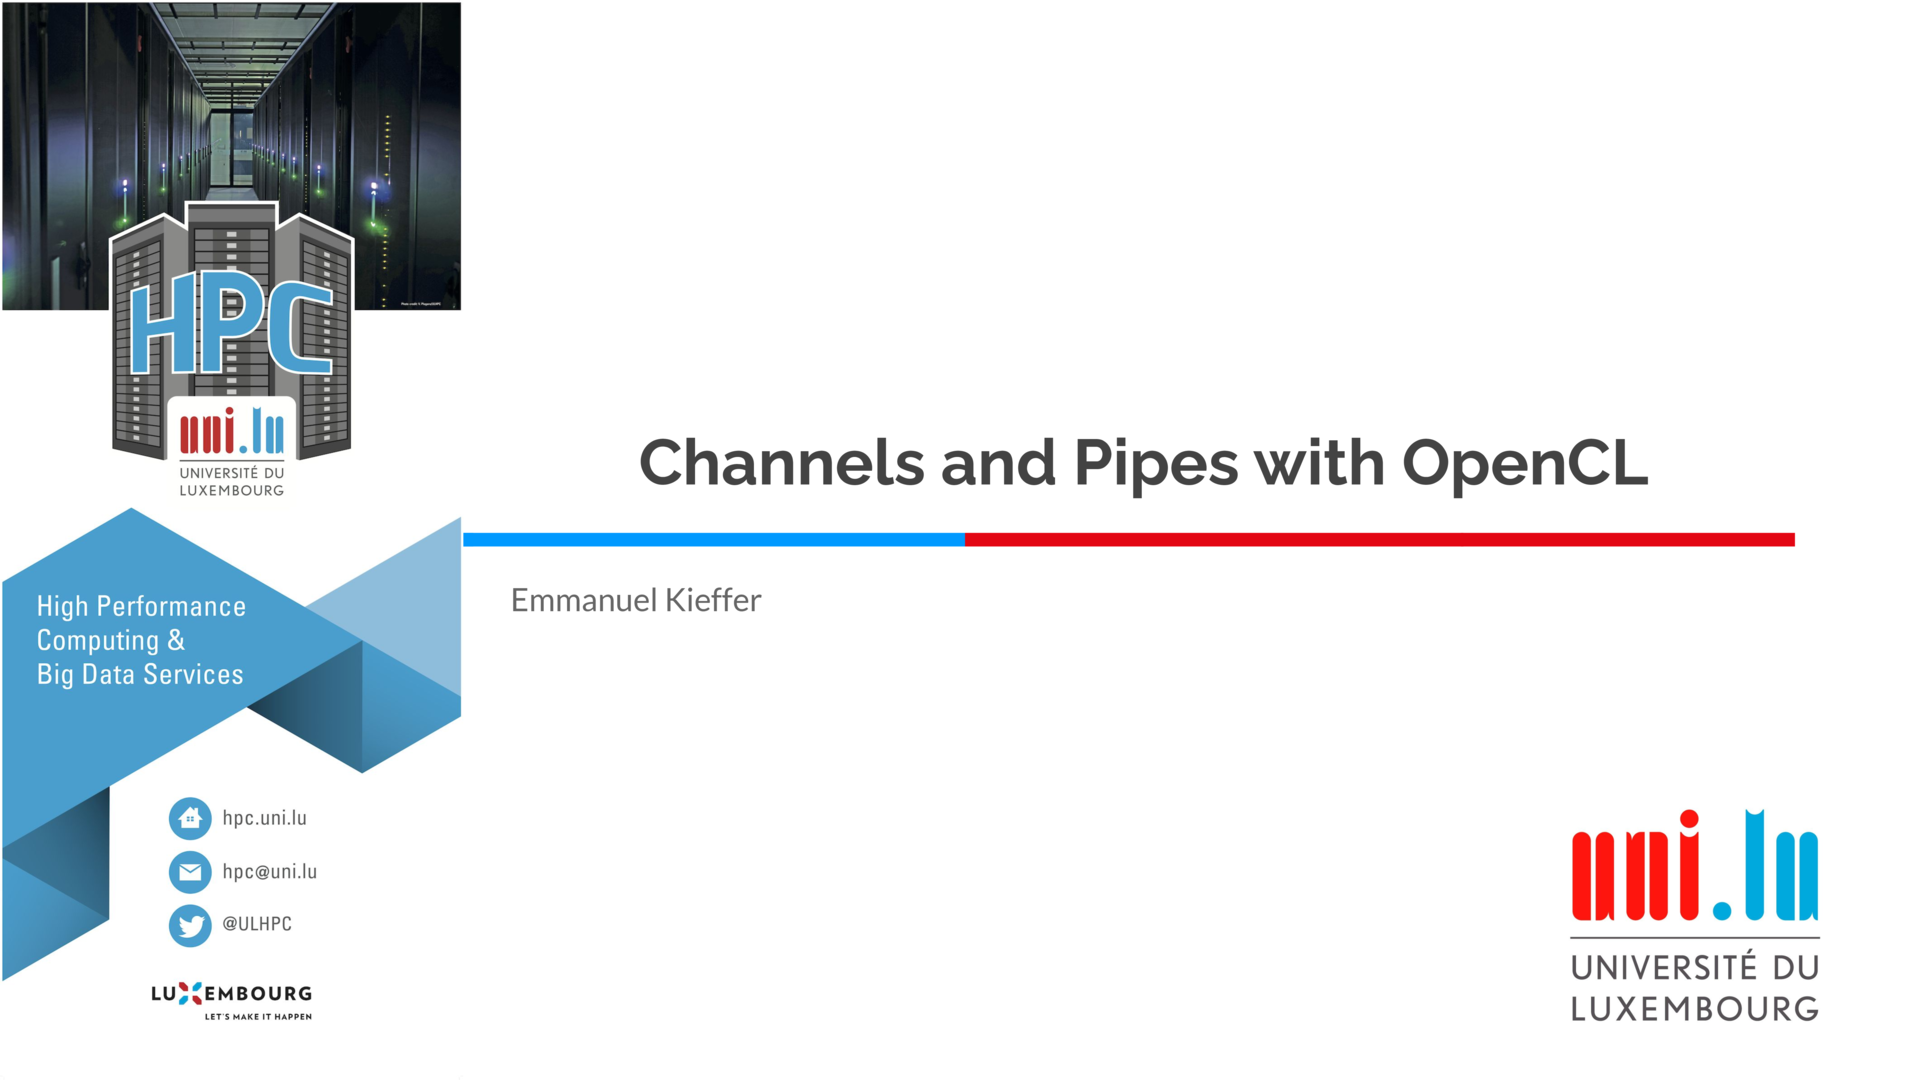 HPC
uni.lu
UNIVERSITÉ DU
LUXEMBOURG
High Performance
Computing &
Big Data Services
hpc.uni.lu
hpc@uni.lu
@ULHPC
LUXEMBOURG
LET'S MAKE IT HAPPEN
Channels and Pipes with OpenCL
Emmanuel Kieffer
uni.lu
UNIVERSITÉ DU
LUXEMBOURG